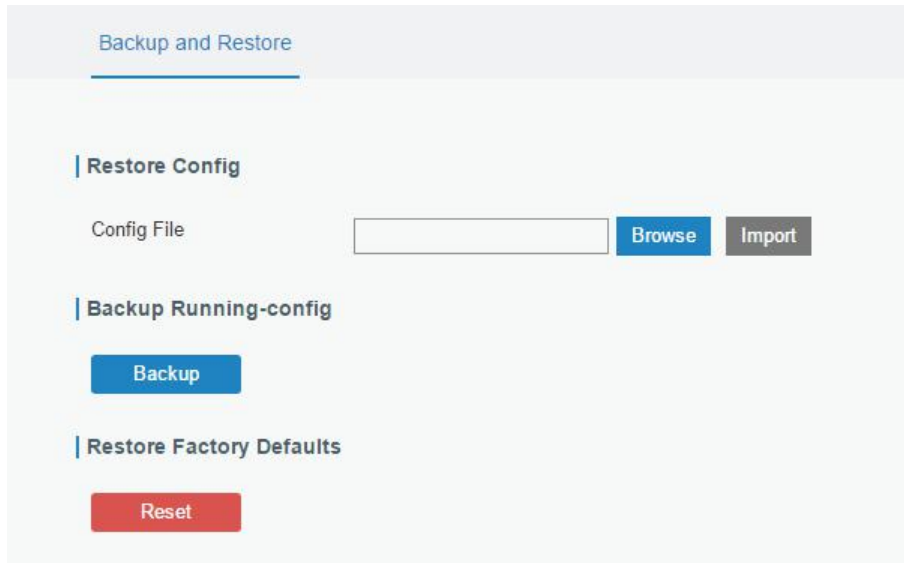 Backup and Restore
Restore Config
Config File Browse Import
Backup Running-config
Backup
Restore Factory Defaults
Reset